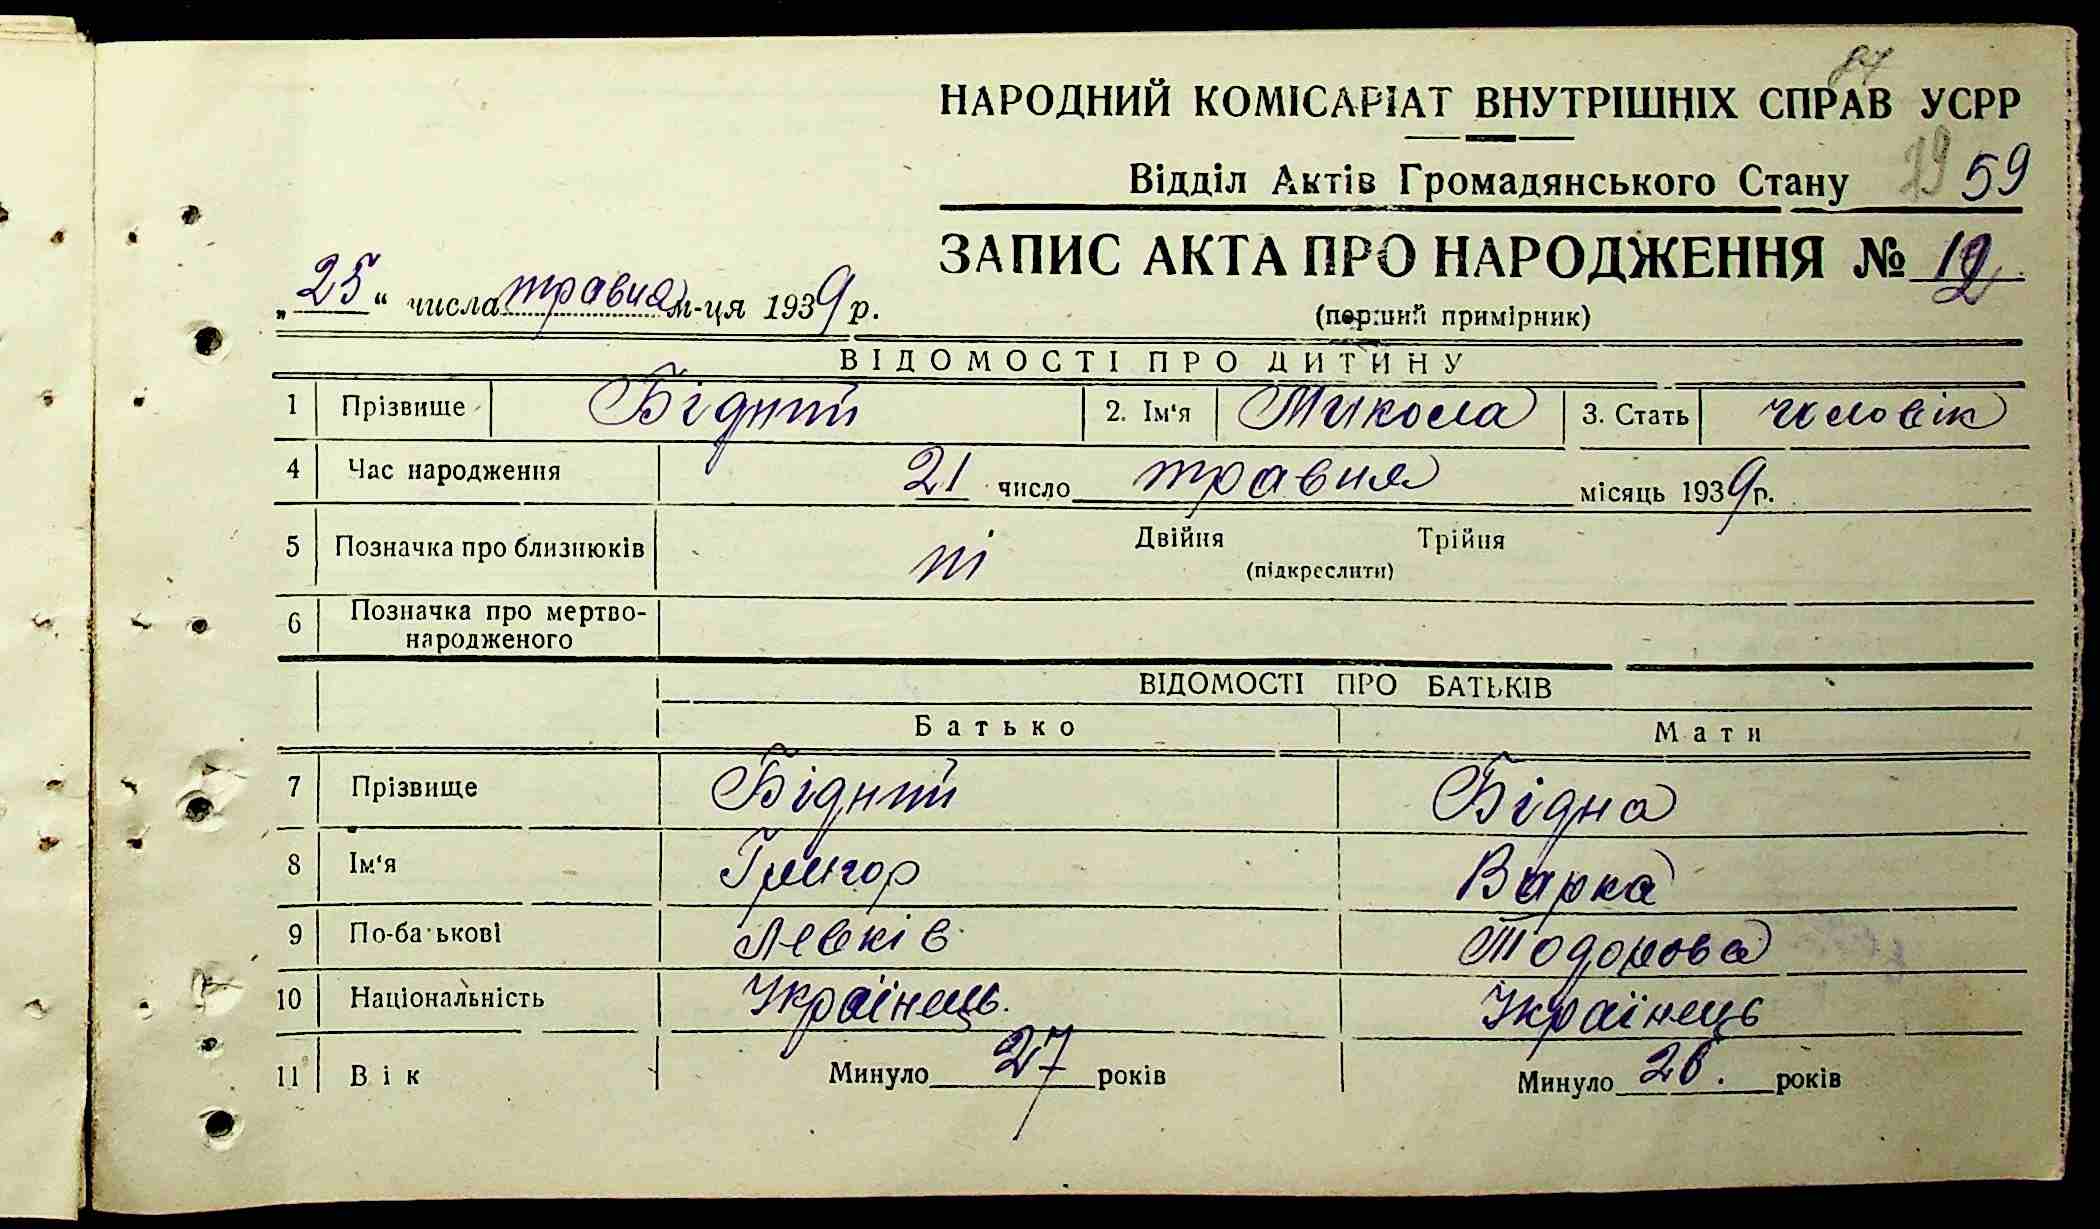 НАРОДНИЙ КОМІСАРІАТ ВНУТРІШНІХ СПРАВ УСРР
Відділ Актів Громадянського Стану 59
ЗАПИС АКТА ПРО НАРОДЖЕННЯ № 12
„25“ числа травня м-ця 1939 р.
(перший примірник)
ВІДОМОСТІ ПРО ДИТИНУ
1 Прізвище Бідний 2. Ім'я Микола 3. Стать чоловік
4 Час народження 21 число травня місяць 1939 р.
5 Позначка про близнюків ні Двійня Трійня
(підкреслити)
6 Позначка про мертво-
народженого
ВІДОМОСТІ ПРО БАТЬКІВ
Батько Мати
7 Прізвище Бідний Бідна
8 Ім'я Григор Варка
9 По-батькові Левків Тодорова
10 Національність Українець. Українець
11 Вік Минуло 27 років Минуло 26. років